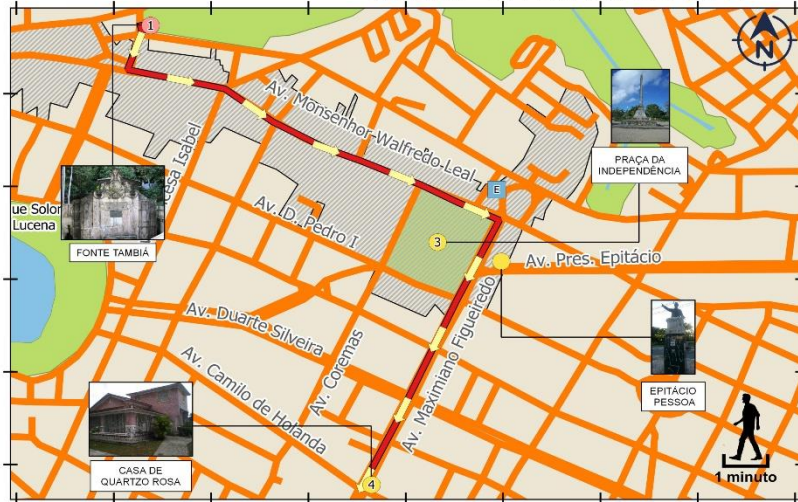 1
N
Av. Monsenhor Walfredo Leal
PRAÇA DA
INDEPENDÊNCIA
E
cesa Isabel
ue Solon
Lucena
FONTE TAMBIÁ
Av. D. Pedro I
3
Av. Pres. Epitácio
Av. Duarte Silveira
Av. Coremas
Av. Maximiano Figueiredo
Av. Camilo de Holanda
EPITÁCIO
PESSOA
CASA DE
QUARTZO ROSA
4
1 minuto